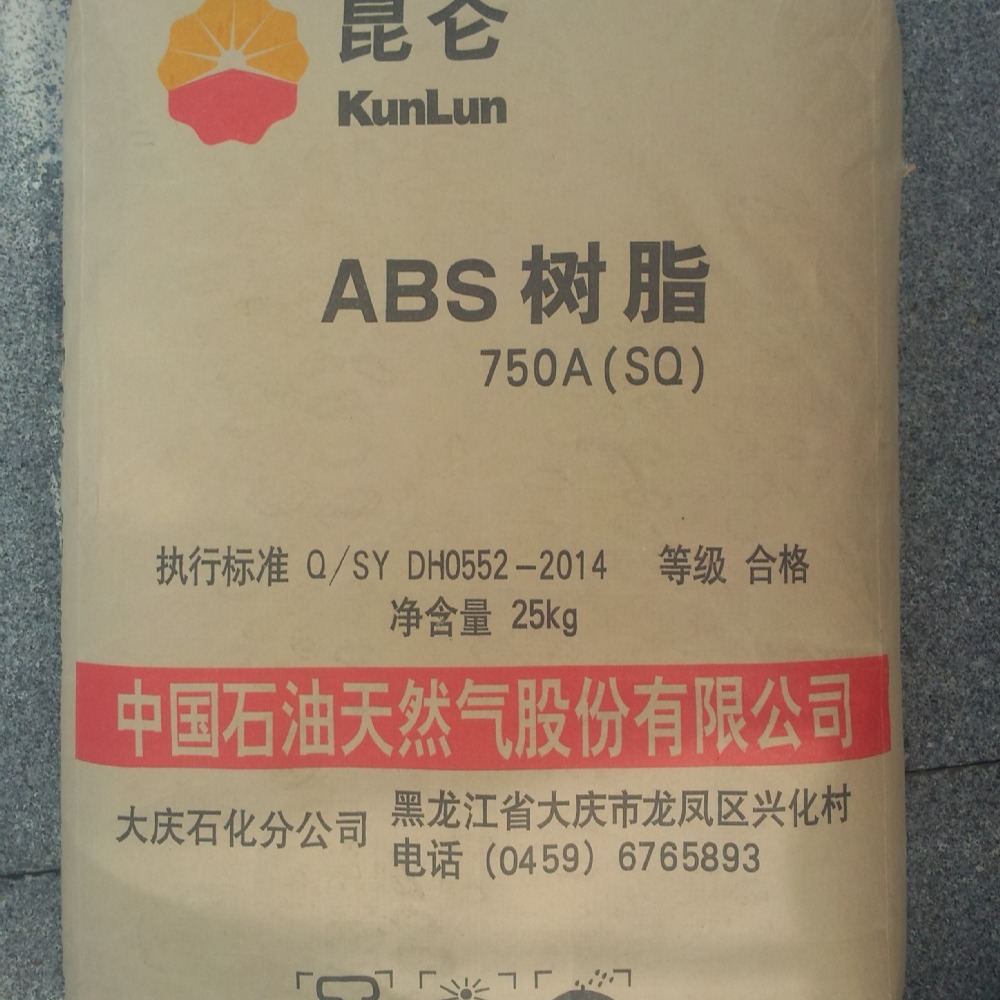 昆仑
KunLun
ABS 树脂
750A(SQ)
执行标准 Q/SY DH0552-2014 等级 合格
净含量 25kg
中国石油天然气股份有限公司
大庆石化分公司
黑龙江省大庆市龙凤区兴化村
电话 (0459) 6765893